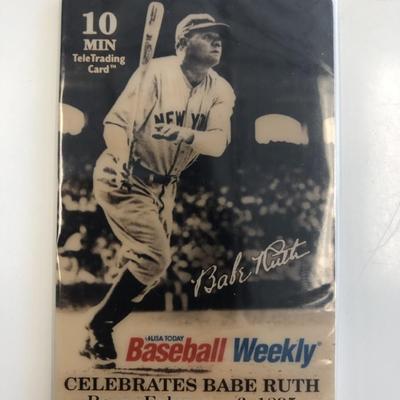 10
MIN
TeleTrading
Card™
NEW YORK
Babe Ruth
USA TODAY
Baseball Weekly®
CELEBRATES BABE RUTH